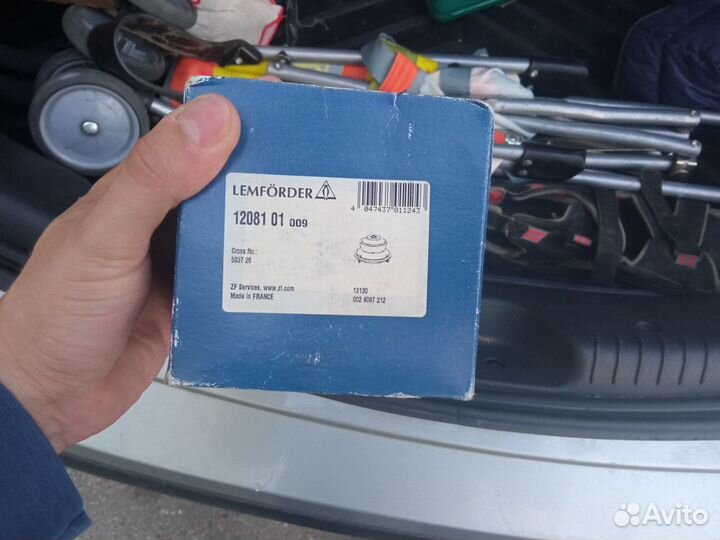 LEMFÖRDER
4 047437 011243
12081 01 009
Cross No.:
5037 26
ZF Services, www.zf.com
Made in FRANCE
13130
002 4087 212
Avito